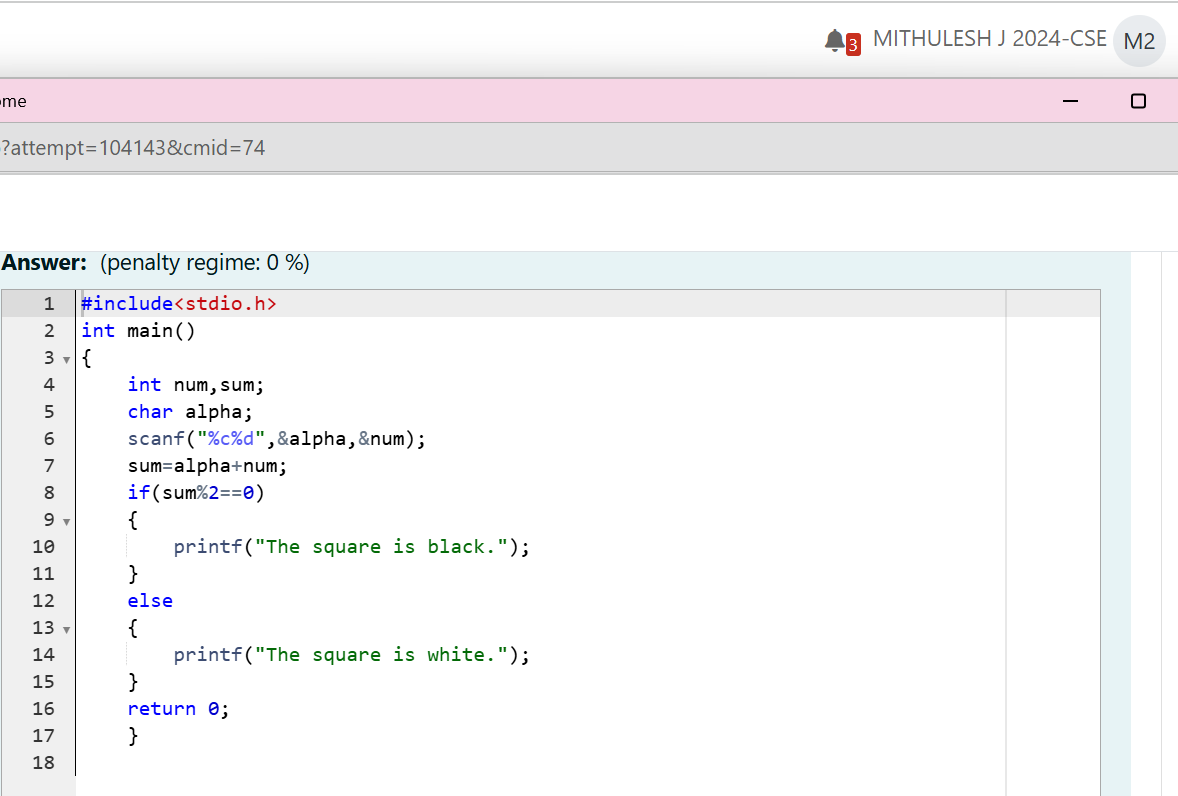 3 MITHULESH J 2024-CSE M2
ome
?attempt=104143&cmid=74
Answer: (penalty regime: 0 %)
1 #include<stdio.h>
2 int main()
3 {
4 int num,sum;
5 char alpha;
6 scanf("%c%d",&alpha,&num);
7 sum=alpha+num;
8 if(sum%2==0)
9 {
10 printf("The square is black.");
11 }
12 else
13 {
14 printf("The square is white.");
15 }
16 return 0;
17 }
18